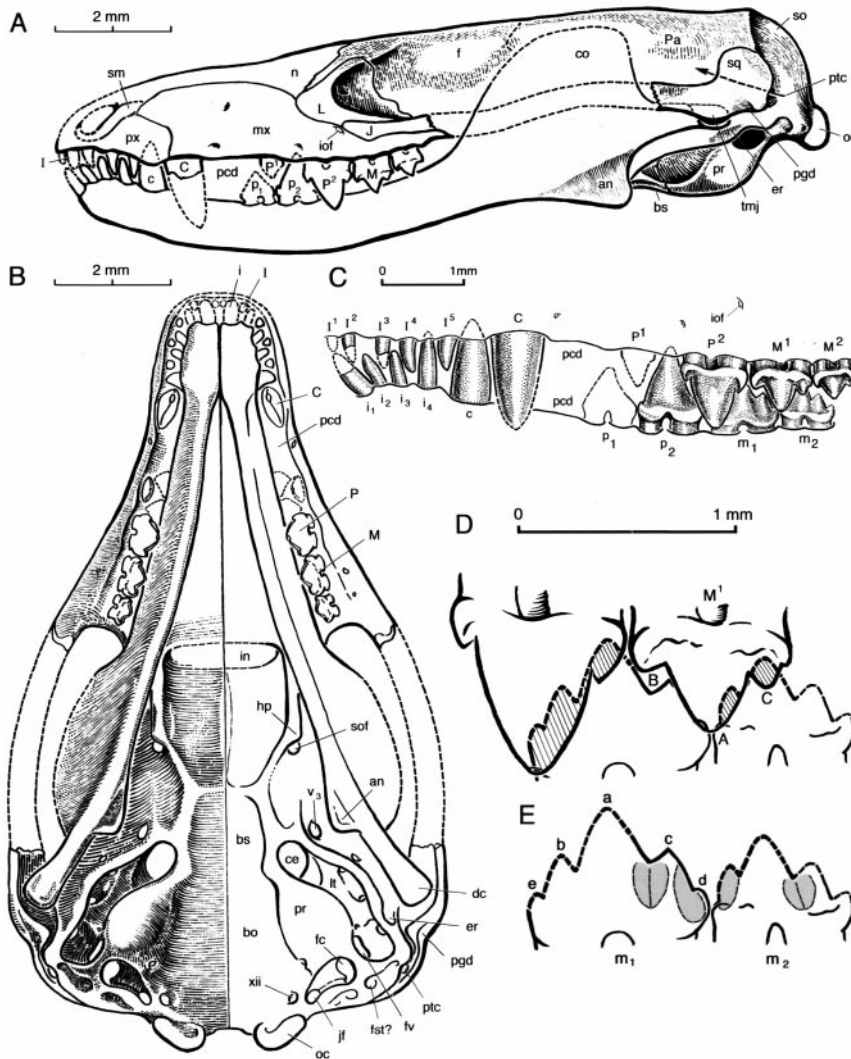 A
2 mm
so
sm
n
f
co
Pa
sq
ptc
L
px
mx
iof
J
oc
I
c
C
pcd
P¹
p₁
p₂
P²
M
an
bs
pr
er
tmj
pgd
B
2 mm
i
I
C
0 1mm
iof
I¹ I² I³ I⁴ I⁵ C P¹ P² M¹ M²
pcd
pcd
i₁ i₂ i₃ i₄ c p₁ p₂ m₁ m₂
C
pcd
P
M
D
0 1 mm
M¹
B
A
C
in
hp
sof
v₃
an
bs
ce
lt
pr
dc
er
bo
fc
pgd
xii
ptc
jf
fst?
fv
oc
E
a
b
c
e
d
m₁
m₂